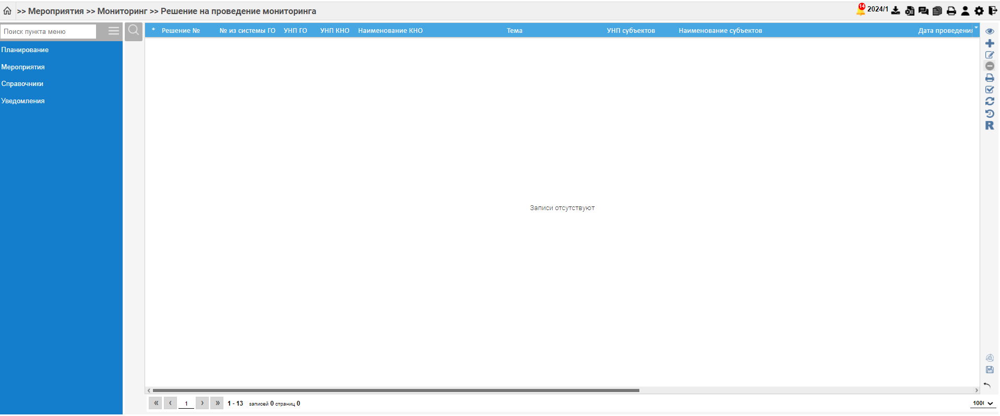 >> Мероприятия >> Мониторинг >> Решение на проведение мониторинга
14
2024/1
Поиск пункта меню
Планирование
Мероприятия
Справочники
Уведомления
* Решение № № из системы ГО УНП ГО УНП КНО Наименование КНО Тема УНП субъектов Наименование субъектов Дата проведения
R
Записи отсутствуют
« ‹ 1 › » 1 - 13 записей 0 страниц 0
100